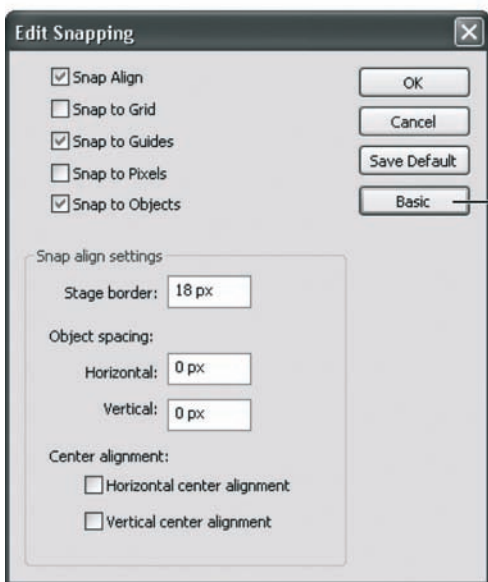 Edit Snapping
Snap Align
Snap to Grid
Snap to Guides
Snap to Pixels
Snap to Objects
OK
Cancel
Save Default
Basic
Snap align settings
Stage border: 18 px
Object spacing:
Horizontal: 0 px
Vertical: 0 px
Center alignment:
Horizontal center alignment
Vertical center alignment